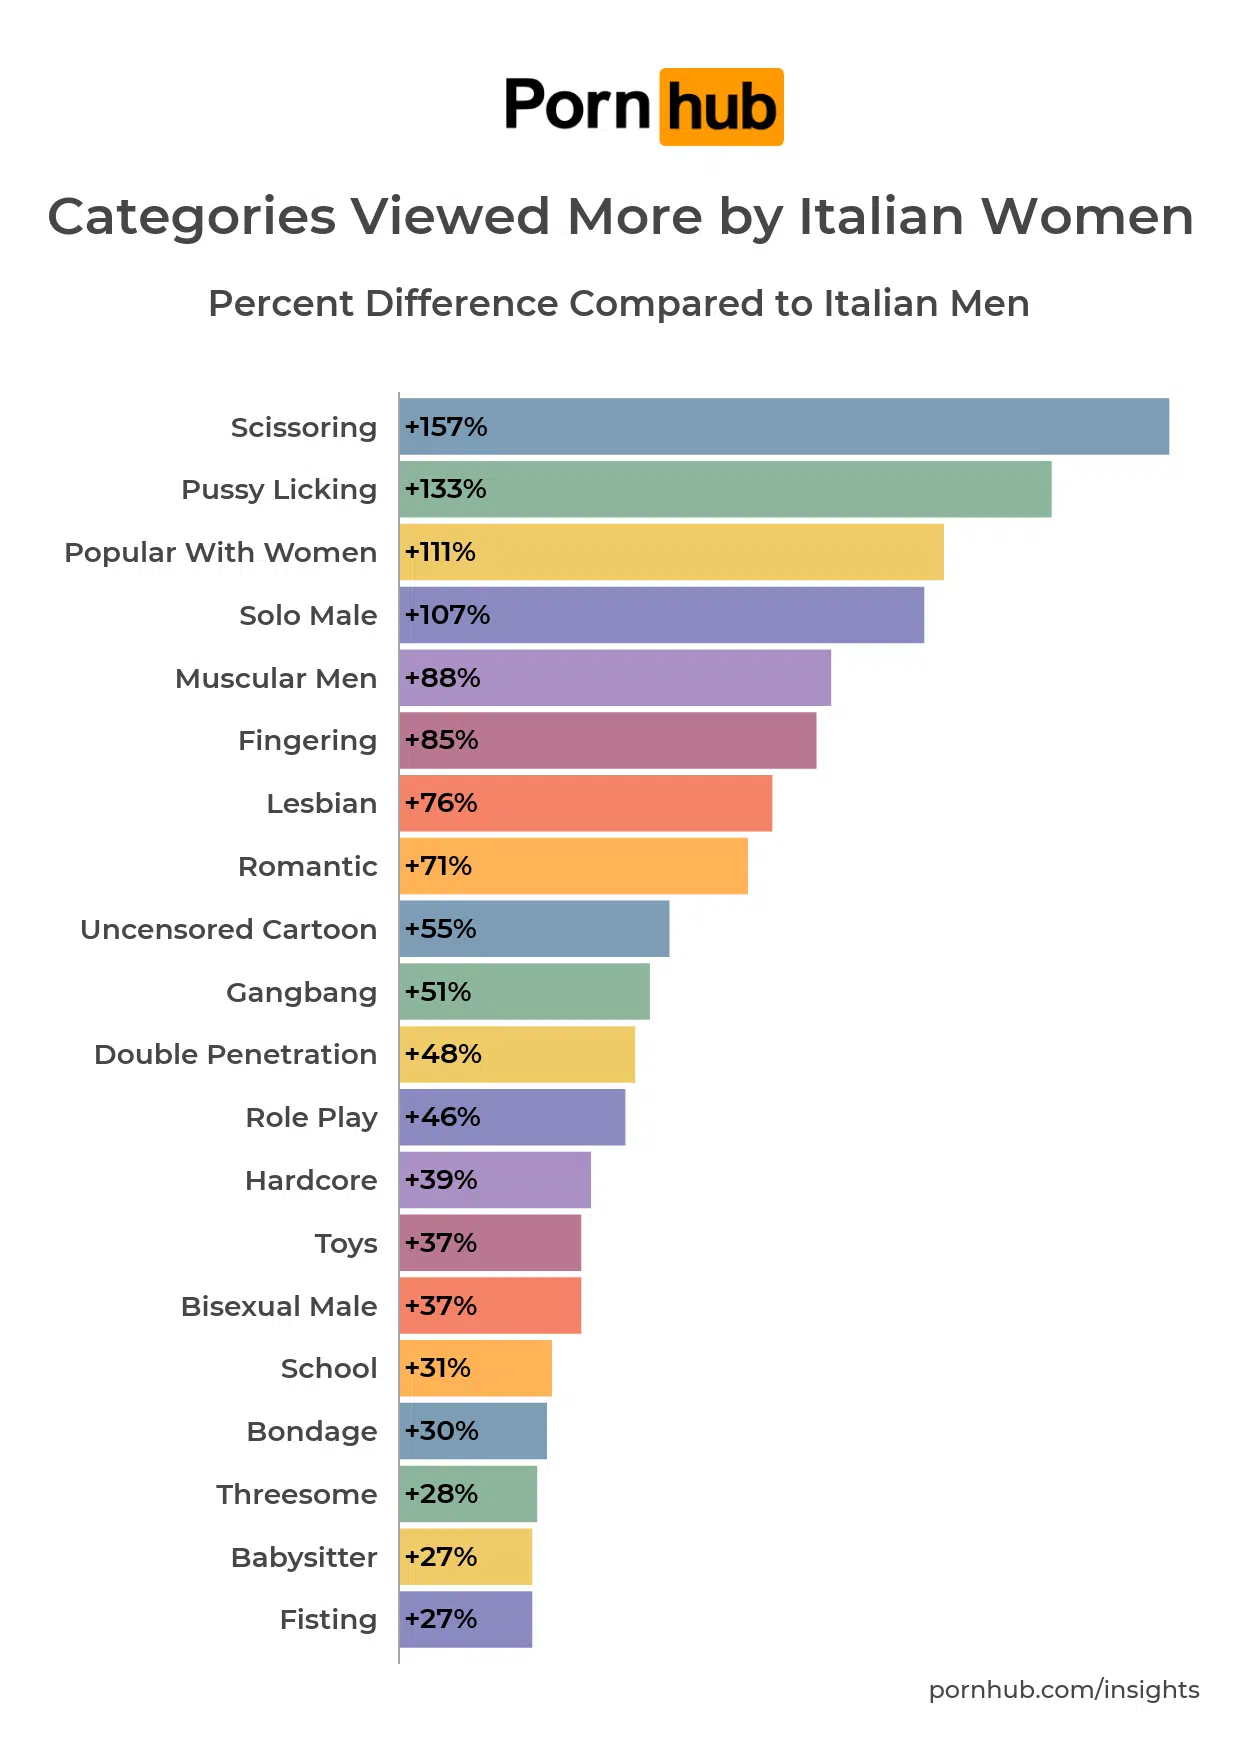 Porn hub
Categories Viewed More by Italian Women
Percent Difference Compared to Italian Men
Scissoring +157%
Pussy Licking +133%
Popular With Women +111%
Solo Male +107%
Muscular Men +88%
Fingering +85%
Lesbian +76%
Romantic +71%
Uncensored Cartoon +55%
Gangbang +51%
Double Penetration +48%
Role Play +46%
Hardcore +39%
Toys +37%
Bisexual Male +37%
School +31%
Bondage +30%
Threesome +28%
Babysitter +27%
Fisting +27%
pornhub.com/insights